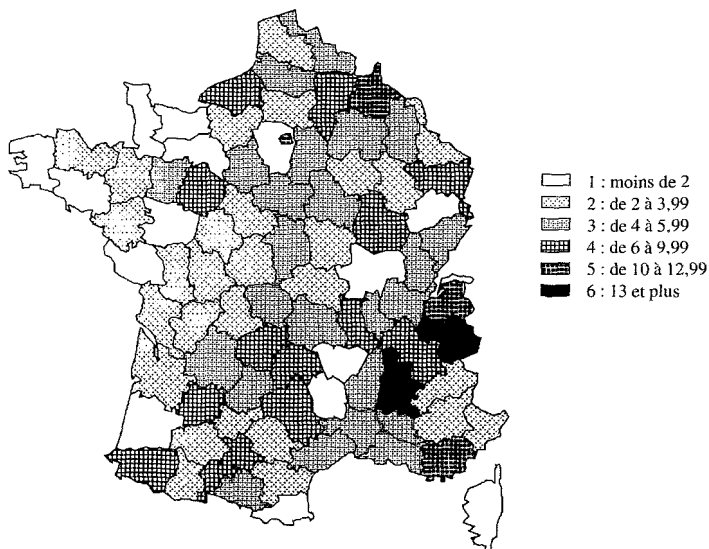 1 : moins de 2
2 : de 2 à 3,99
3 : de 4 à 5,99
4 : de 6 à 9,99
5 : de 10 à 12,99
6 : 13 et plus